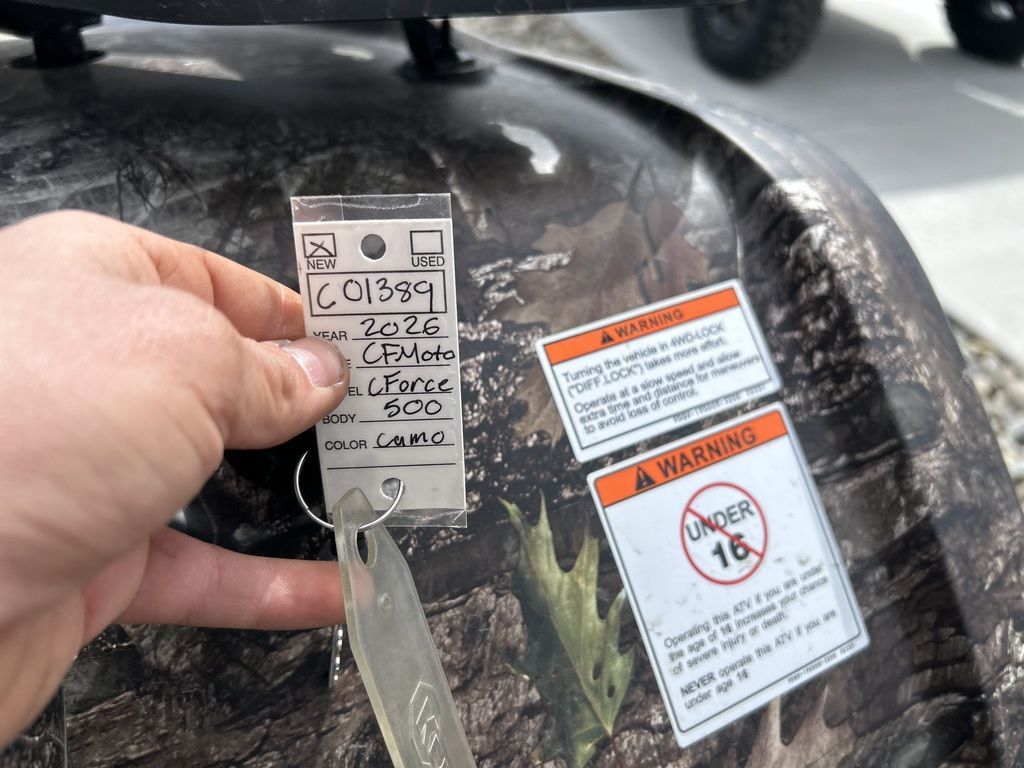 NEW USED
C01389
YEAR 2026
CFMoto
EL CForce
BODY 500
COLOR camo
WARNING
Turning the vehicle in 4WD-LOCK
("DIFF.LOCK") takes more effort.
Operate at a slow speed and allow
extra time and distance for maneuvers
to avoid loss of control.
WARNING
UNDER
16
Operating this ATV if you are under
the age of 16 increases your chance
of severe injury or death.
NEVER operate this ATV if you are
under age 16.